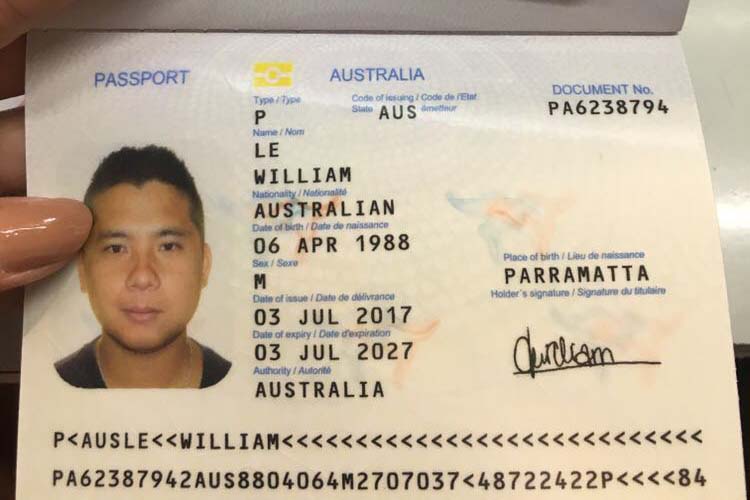 PASSPORT
AUSTRALIA
Type / Type
Code of issuing / Code de l'État
State émetteur
DOCUMENT No.
P
AUS
PA6238794
Name / Nom
LE
WILLIAM
Nationality / Nationalité
AUSTRALIAN
Date of birth / Date de naissance
06 APR 1988
Sex / Sexe
M
Place of birth / Lieu de naissance
PARRAMATTA
Date of issue / Date de délivrance
03 JUL 2017
Holder's signature / Signature du titulaire
Date of expiry / Date d'expiration
03 JUL 2027
Authority / Autorité
AUSTRALIA
P<AUSLE<<WILLIAM<<<<<<<<<<<<<<<<<<<<<<<<<<<<
PA62387942AUS8804064M2707037<48722422P<<<<84